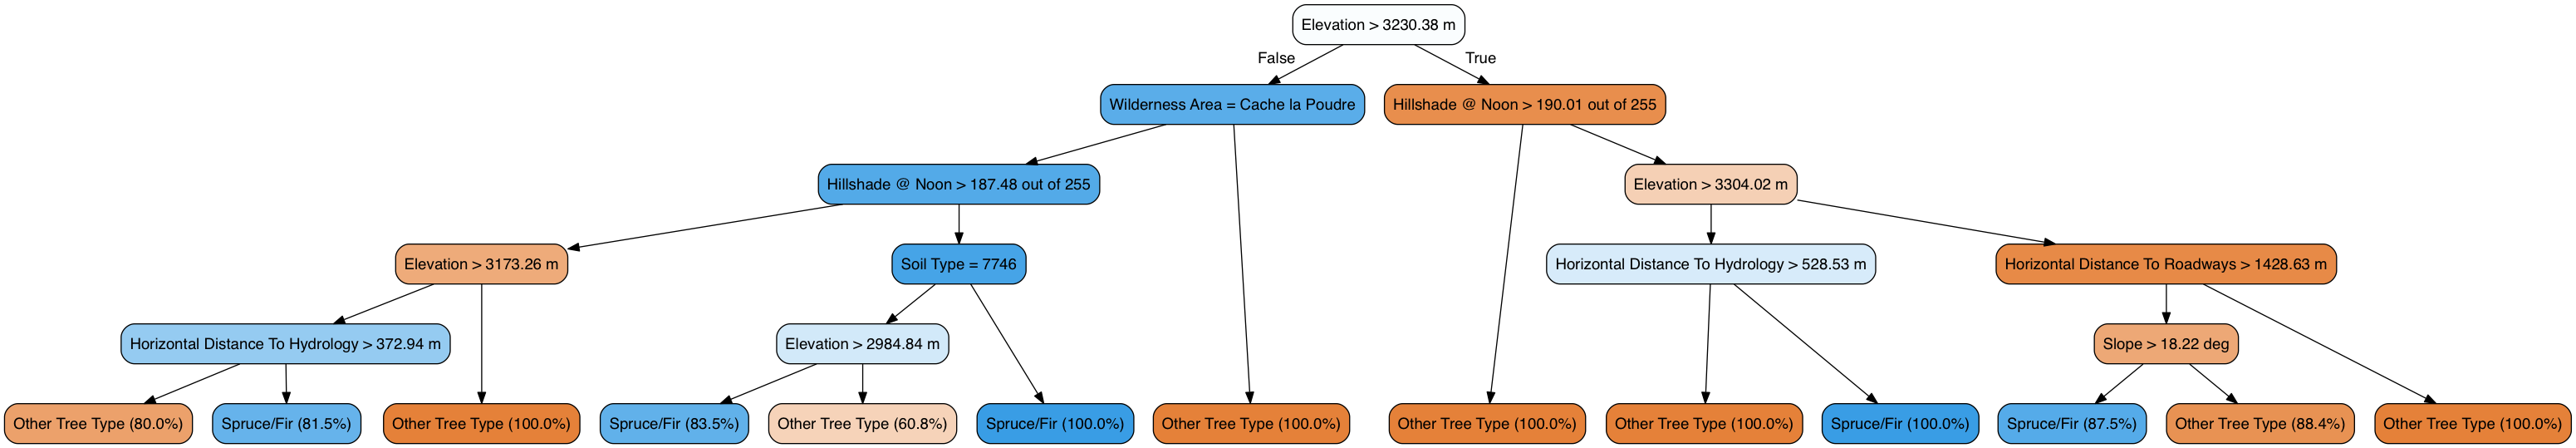 Elevation > 3230.38 m
False
True
Wilderness Area = Cache la Poudre
Hillshade @ Noon > 190.01 out of 255
Hillshade @ Noon > 187.48 out of 255
Elevation > 3304.02 m
Elevation > 3173.26 m
Soil Type = 7746
Horizontal Distance To Hydrology > 528.53 m
Horizontal Distance To Roadways > 1428.63 m
Horizontal Distance To Hydrology > 372.94 m
Elevation > 2984.84 m
Slope > 18.22 deg
Other Tree Type (80.0%)
Spruce/Fir (81.5%)
Other Tree Type (100.0%)
Spruce/Fir (83.5%)
Other Tree Type (60.8%)
Spruce/Fir (100.0%)
Other Tree Type (100.0%)
Other Tree Type (100.0%)
Other Tree Type (100.0%)
Spruce/Fir (100.0%)
Spruce/Fir (87.5%)
Other Tree Type (88.4%)
Other Tree Type (100.0%)